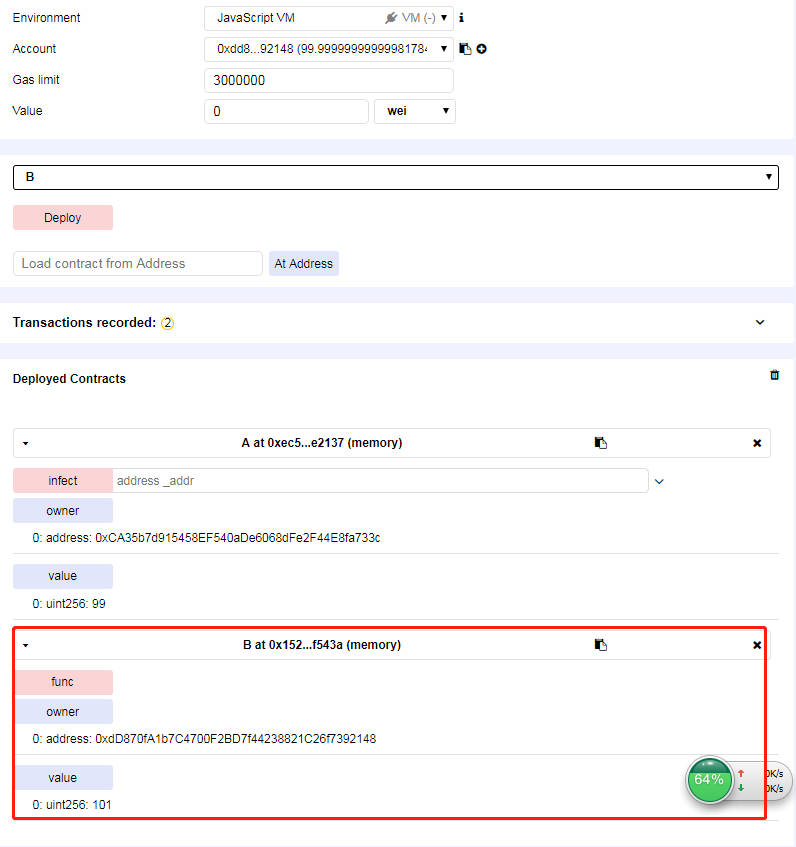 Environment JavaScript VM VM (-)
Account 0xdd8...92148 (99.9999999999981784
Gas limit 3000000
Value 0 wei
B
Deploy
Load contract from Address At Address
Transactions recorded: 2
Deployed Contracts
A at 0xec5...e2137 (memory)
infect address _addr
owner
0: address: 0xCA35b7d915458EF540aDe6068dFe2F44E8fa733c
value
0: uint256: 99
B at 0x152...f543a (memory)
func
owner
0: address: 0xdD870fA1b7C4700F2BD7f44238821C26f7392148
value
0: uint256: 101
64%
0K/s
0K/s